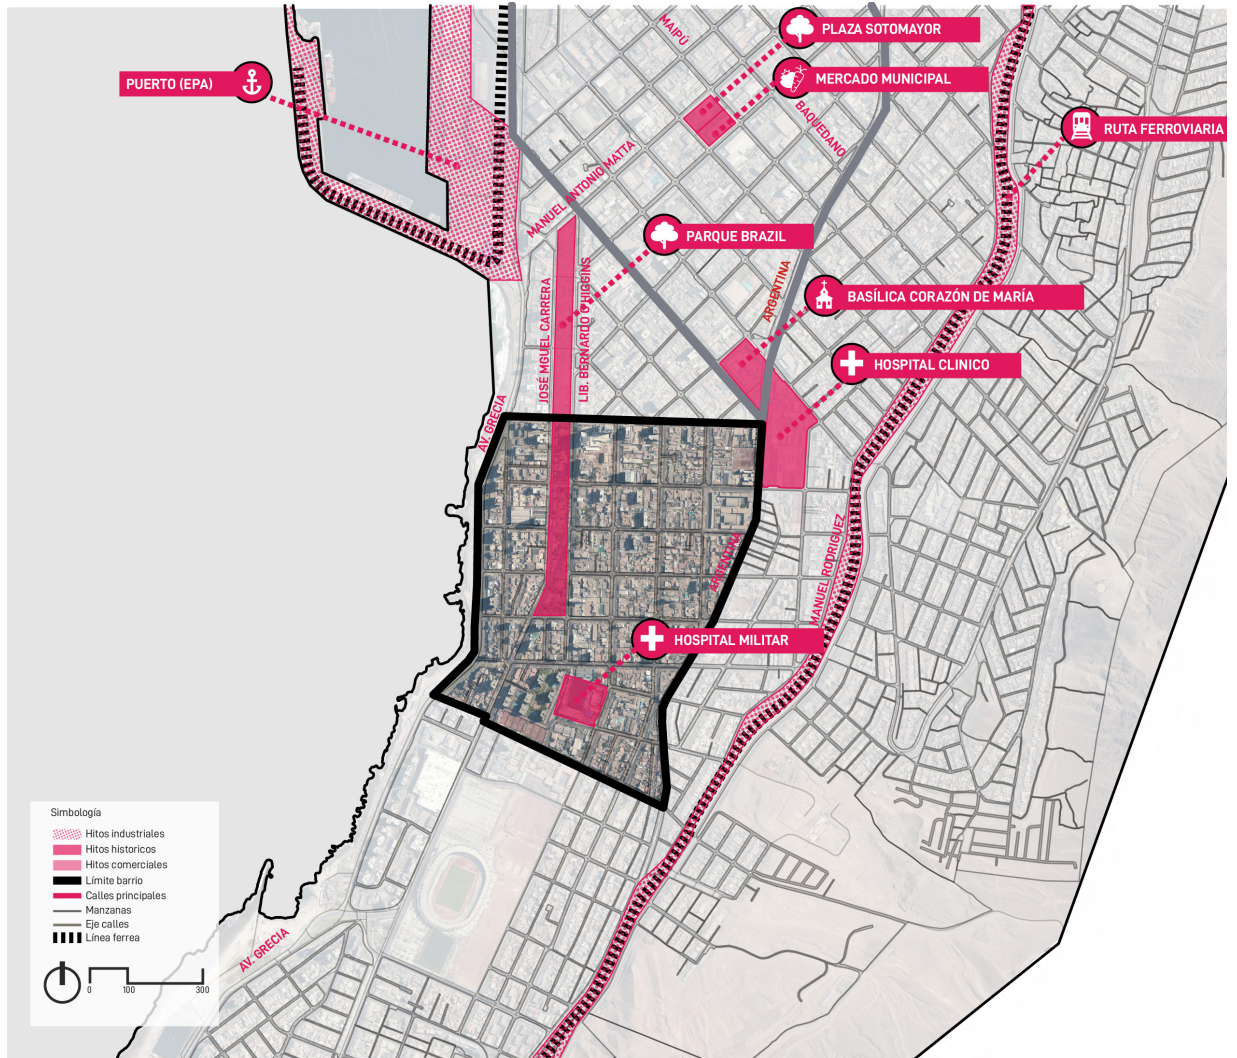 MAIPÚ
PLAZA SOTOMAYOR
PUERTO (EPA)
MERCADO MUNICIPAL
BAQUEDANO
RUTA FERROVIARIA
MANUEL ANTONIO MATTA
PARQUE BRAZIL
ARGENTINA
BASÍLICA CORAZÓN DE MARÍA
JOSÉ MGUEL CARRERA
LIB. BERNARDO O'HIGGINS
HOSPITAL CLINICO
AV. GRECIA
ARGENTINA
MANUEL RODRIGUEZ
HOSPITAL MILITAR
AV. GRECIA
Simbología
Hitos industriales
Hitos historicos
Hitos comerciales
Límite barrio
Calles principales
Manzanas
Eje calles
Línea ferrea
0 100 300